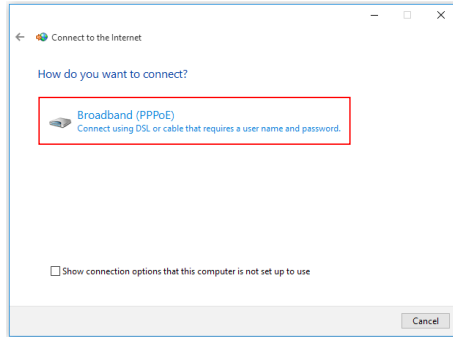 Connect to the Internet
How do you want to connect?
Broadband (PPPoE)
Connect using DSL or cable that requires a user name and password.
Show connection options that this computer is not set up to use
Cancel